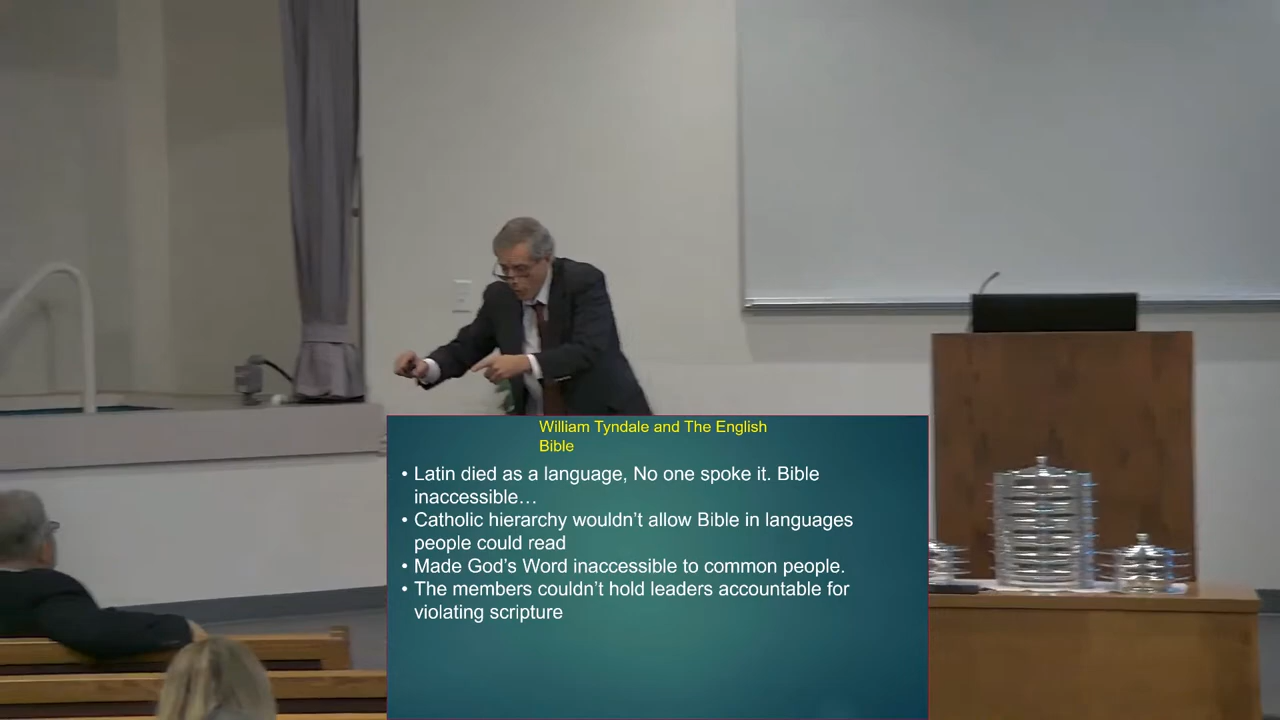 William Tyndale and The English
Bible
• Latin died as a language, No one spoke it. Bible
inaccessible…
• Catholic hierarchy wouldn’t allow Bible in languages
people could read
• Made God’s Word inaccessible to common people.
• The members couldn’t hold leaders accountable for
violating scripture